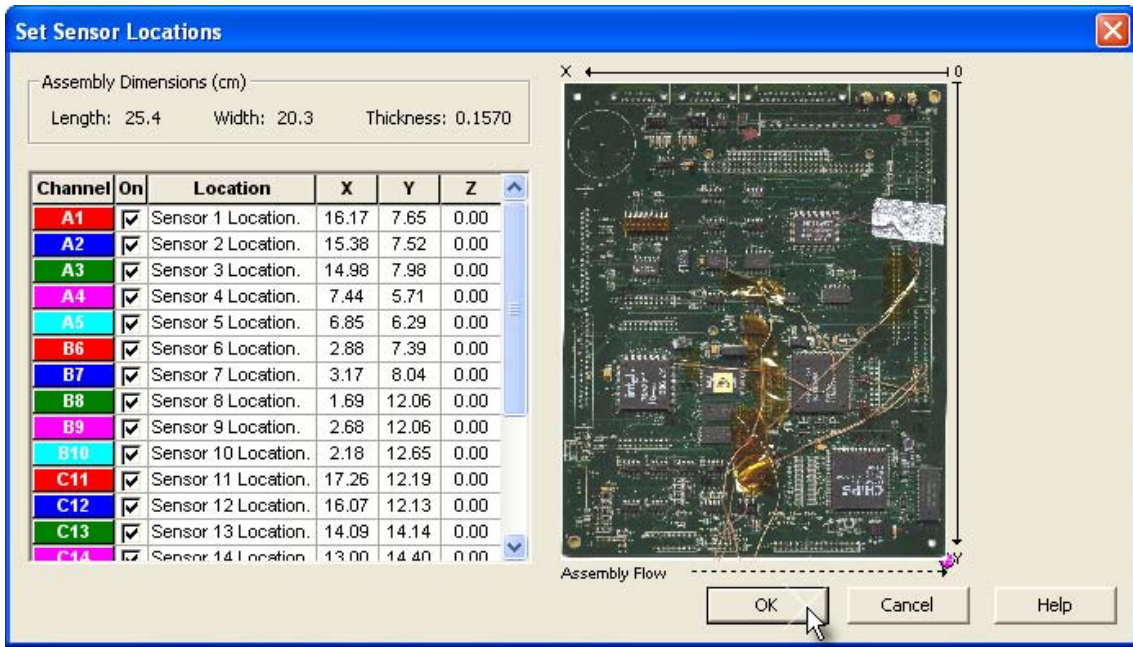 Set Sensor Locations
Assembly Dimensions (cm)
Length: 25.4 Width: 20.3 Thickness: 0.1570
Channel On Location X Y Z
A1 Sensor 1 Location. 16.17 7.65 0.00
A2 Sensor 2 Location. 15.38 7.52 0.00
A3 Sensor 3 Location. 14.98 7.98 0.00
A4 Sensor 4 Location. 7.44 5.71 0.00
A5 Sensor 5 Location. 6.85 6.29 0.00
B6 Sensor 6 Location. 2.88 7.39 0.00
B7 Sensor 7 Location. 3.17 8.04 0.00
B8 Sensor 8 Location. 1.69 12.06 0.00
B9 Sensor 9 Location. 2.68 12.06 0.00
B10 Sensor 10 Location. 2.18 12.65 0.00
C11 Sensor 11 Location. 17.26 12.19 0.00
C12 Sensor 12 Location. 16.07 12.13 0.00
C13 Sensor 13 Location. 14.09 14.14 0.00
C14 Sensor 14 Location. 13.00 14.40 0.00
X 0
intel
CHIPS
Y
Assembly Flow
OK Cancel Help